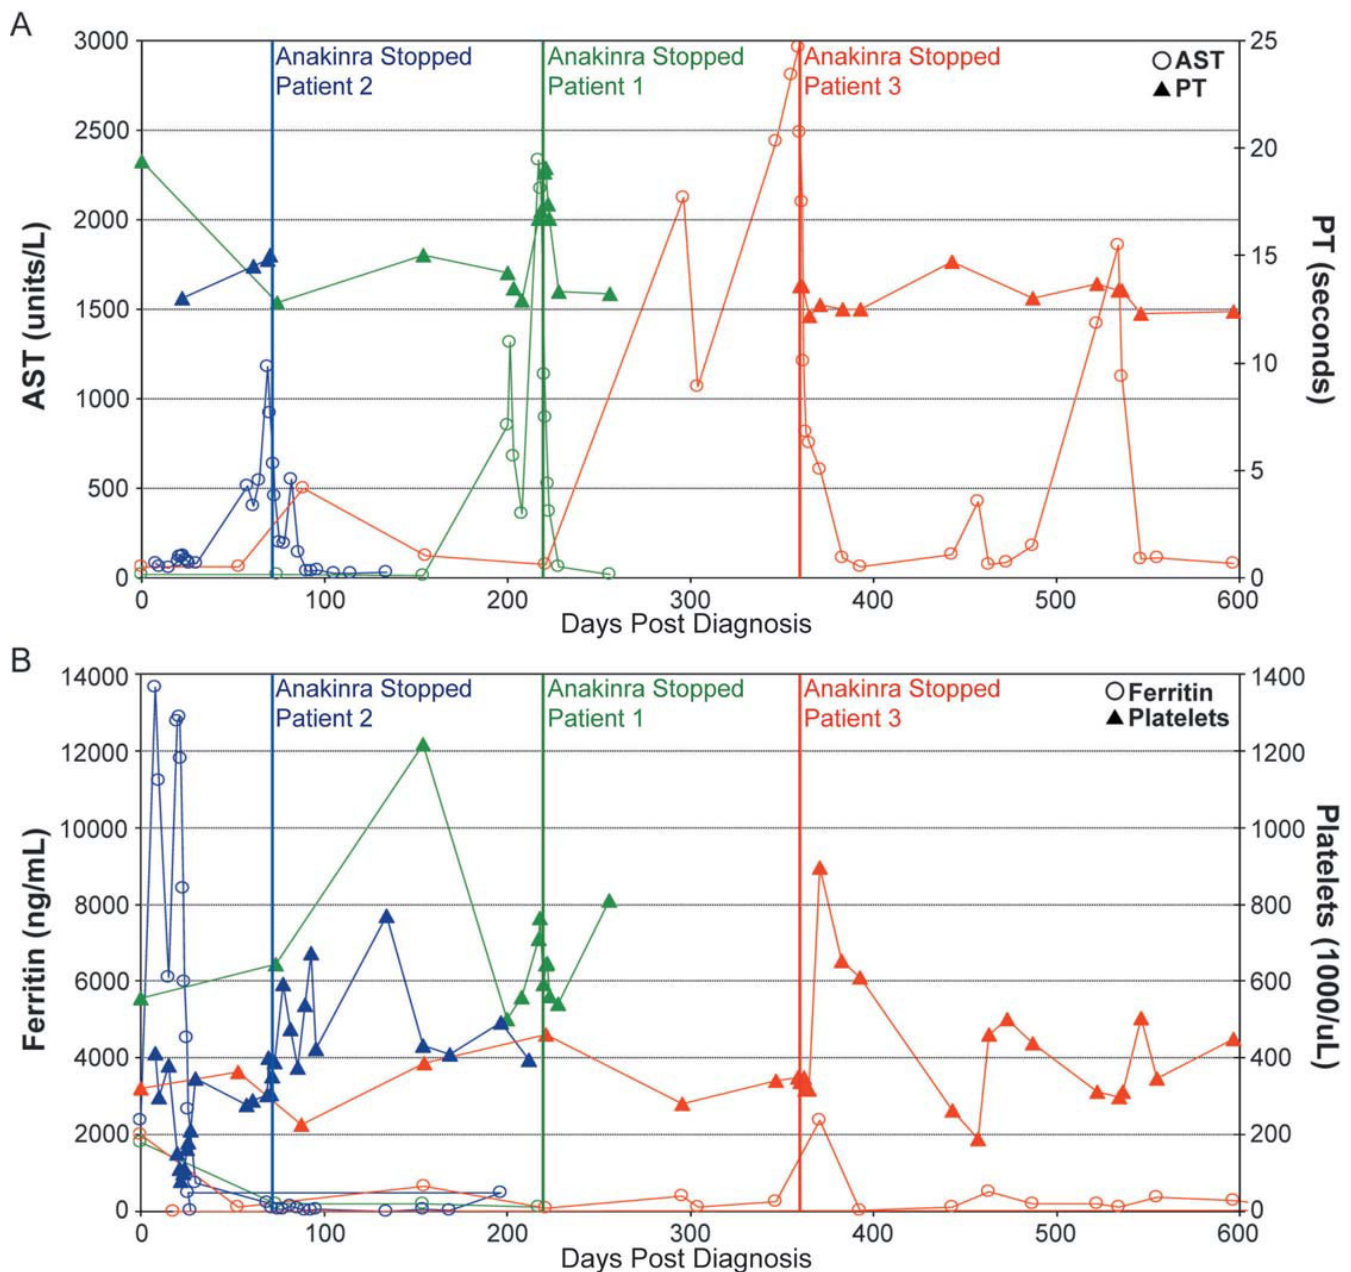 A
Anakinra Stopped
Patient 2
Anakinra Stopped
Patient 1
Anakinra Stopped
Patient 3
AST
PT
AST (units/L)
3000
2500
2000
1500
1000
500
0
25
20
15
10
5
0
PT (seconds)
0 100 200 300 400 500 600
Days Post Diagnosis
B
Anakinra Stopped
Patient 2
Anakinra Stopped
Patient 1
Anakinra Stopped
Patient 3
Ferritin
Platelets
Ferritin (ng/mL)
14000
12000
10000
8000
6000
4000
2000
0
1400
1200
1000
800
600
400
200
0
Platelets (1000/uL)
0 100 200 300 400 500 600
Days Post Diagnosis